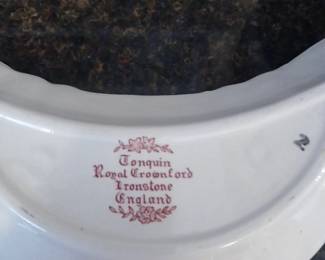 Tonquin
Royal Crownford
Ironstone
England
2